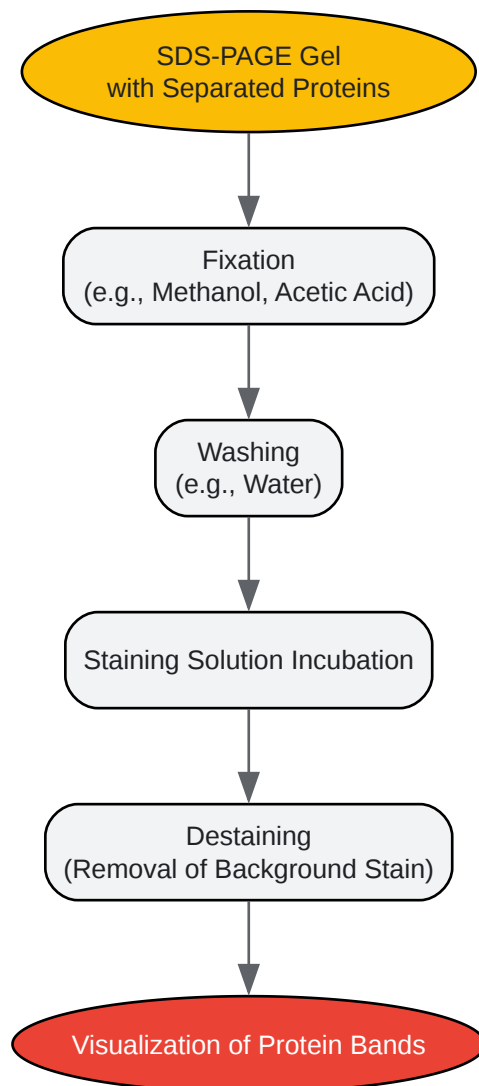 SDS-PAGE Gel
with Separated Proteins
Fixation
(e.g., Methanol, Acetic Acid)
Washing
(e.g., Water)
Staining Solution Incubation
Destaining
(Removal of Background Stain)
Visualization of Protein Bands